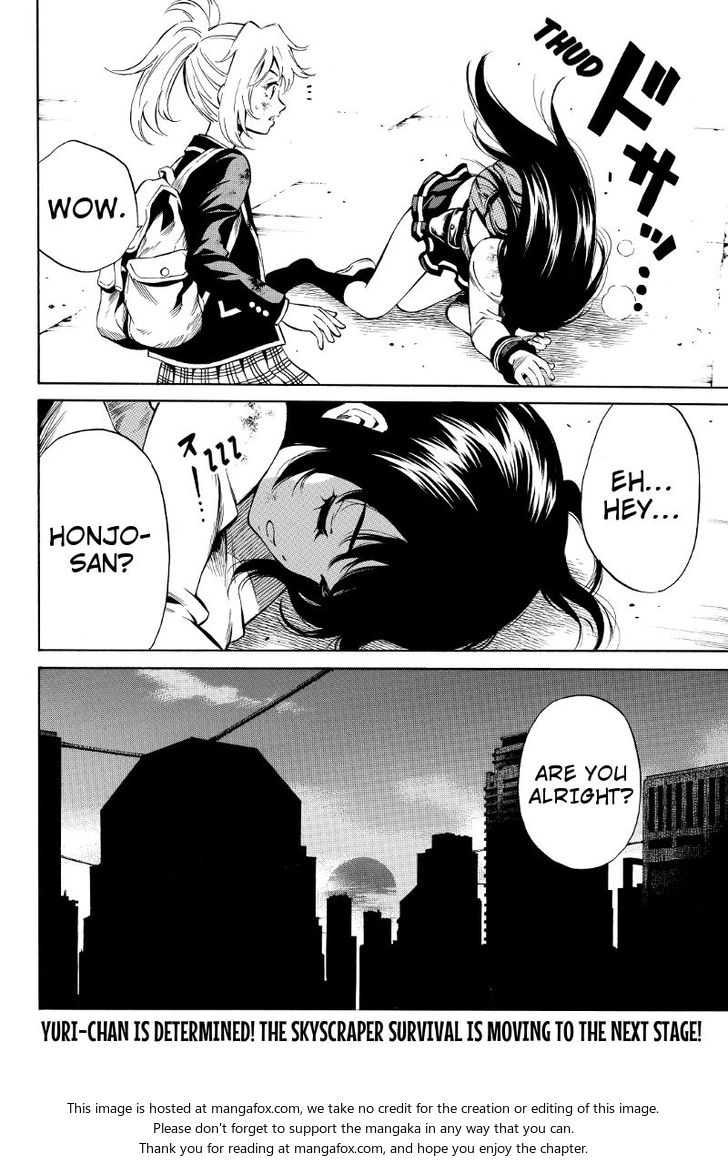 THUD
ドサッ…
WOW.
EH...
HEY...
HONJO-
SAN?
ARE YOU
ALRIGHT?
YURI-CHAN IS DETERMINED! THE SKYSCRAPER SURVIVAL IS MOVING TO THE NEXT STAGE!
This image is hosted at mangafox.com, we take no credit for the creation or editing of this image.
Please don't forget to support the mangaka in any way that you can.
Thank you for reading at mangafox.com, and hope you enjoy the chapter.